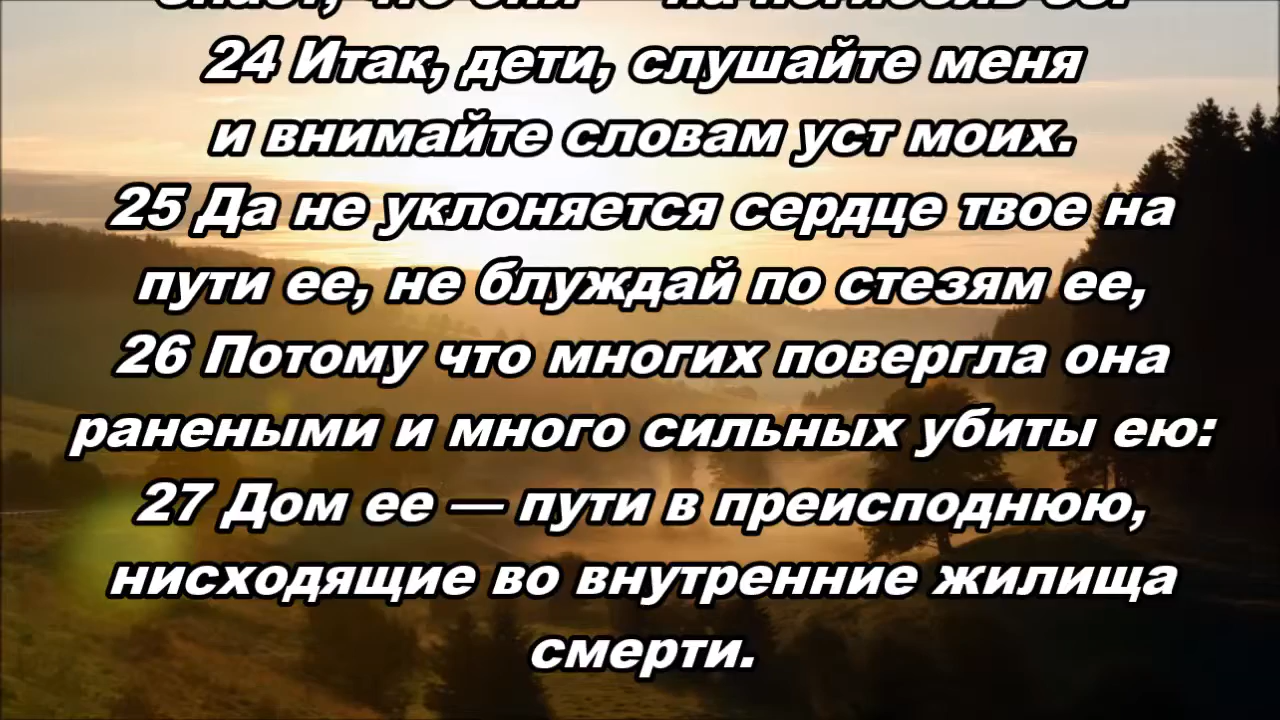 24 Итак, дети, слушайте меня
и внимайте словам уст моих.
25 Да не уклоняется сердце твое на
пути ее, не блуждай по стезям ее,
26 Потому что многих повергла она
ранеными и много сильных убиты ею:
27 Дом ее — пути в преисподнюю,
нисходящие во внутренние жилища
смерти.